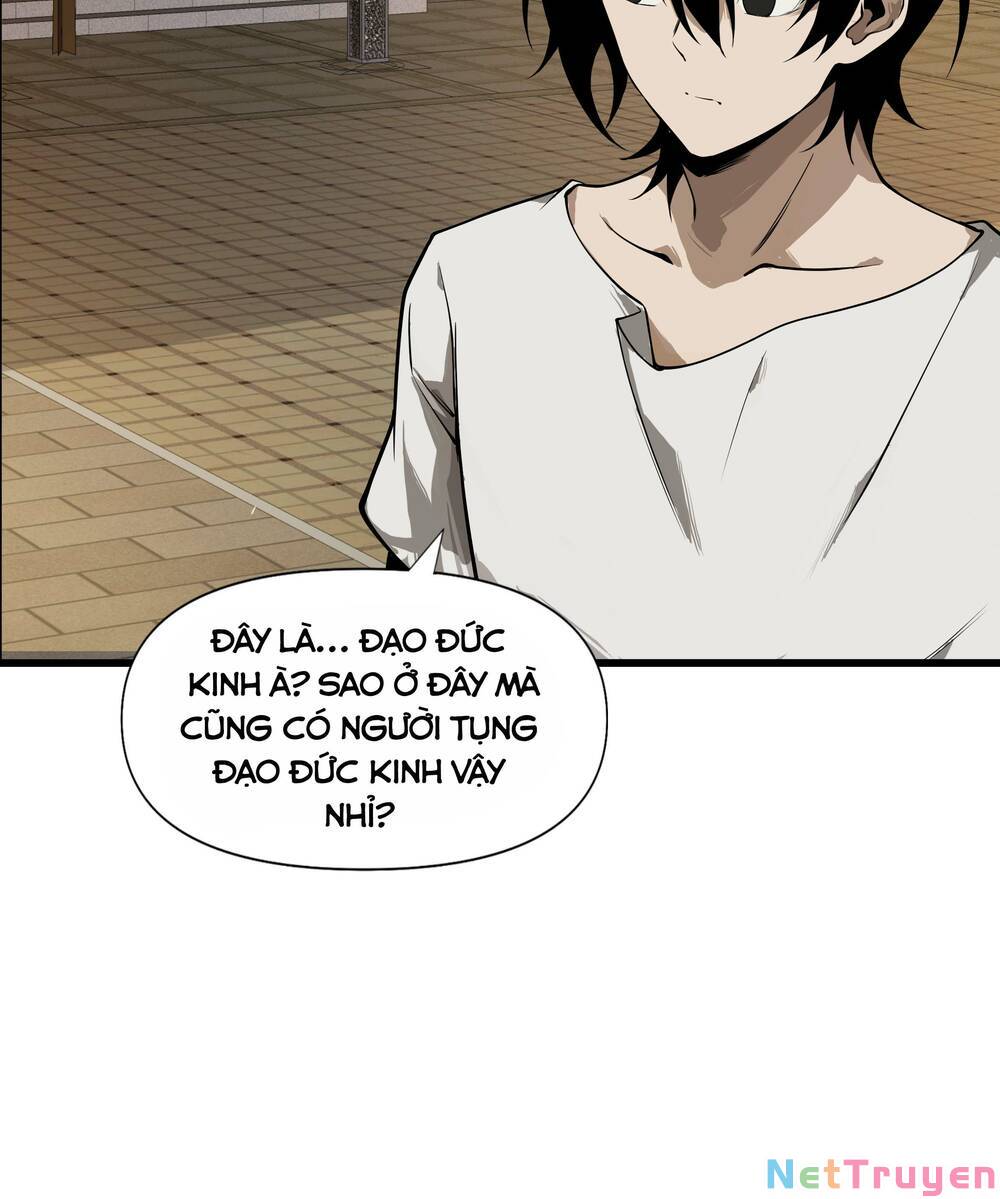 ĐÂY LÀ... ĐẠO ĐỨC
KINH À? SAO Ở ĐÂY MÀ
CŨNG CÓ NGƯỜI TỤNG
ĐẠO ĐỨC KINH VẬY
NHỈ?
NetTruyen